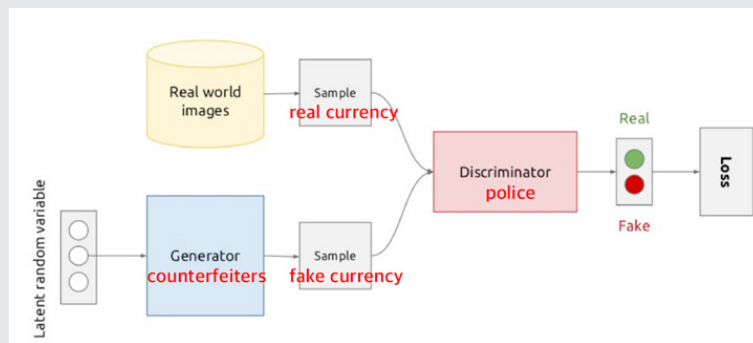 Real world
images
Sample
real currency
Real
Discriminator
police
Loss
Fake
Latent random variable
Generator
counterfeiters
Sample
fake currency